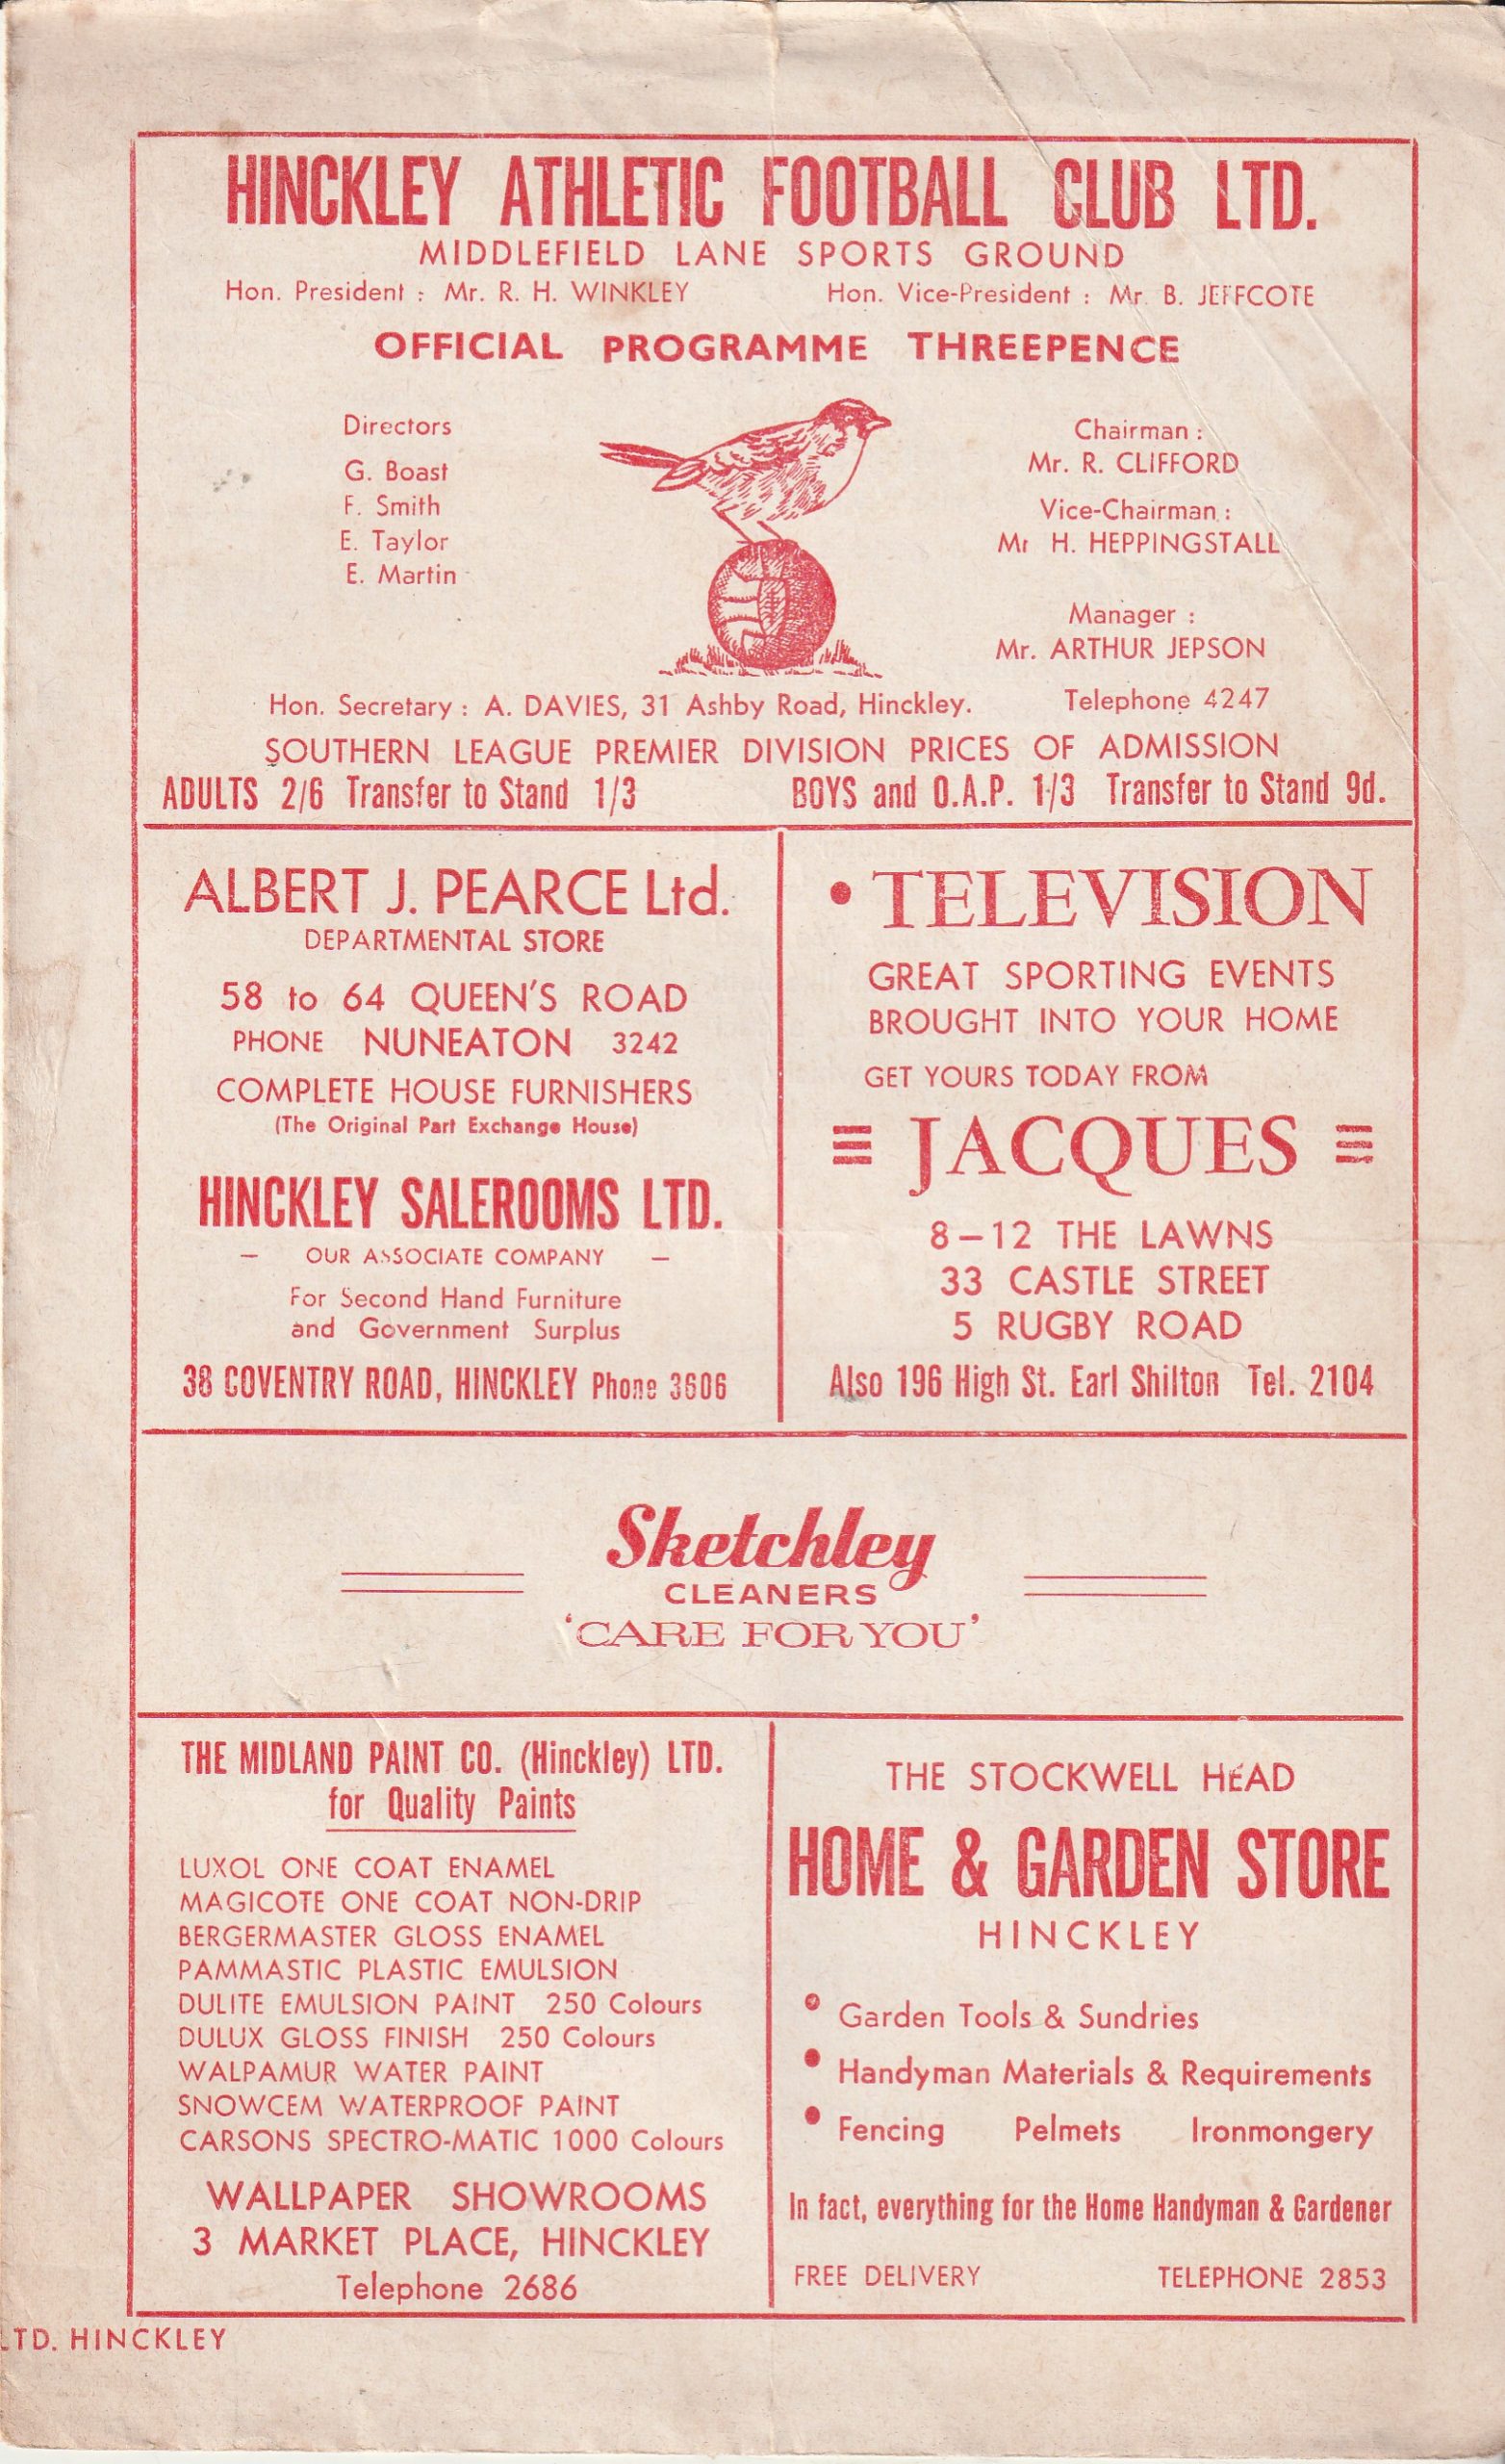 HINCKLEY ATHLETIC FOOTBALL CLUB LTD.
MIDDLEFIELD LANE SPORTS GROUND
Hon. President : Mr. R. H. WINKLEY Hon. Vice-President : Mr. B. JEFFCOTE
OFFICIAL PROGRAMME THREEPENCE
Directors
G. Boast
F. Smith
E. Taylor
E. Martin
Chairman :
Mr. R. CLIFFORD
Vice-Chairman :
Mr H. HEPPINGSTALL
Manager :
Mr. ARTHUR JEPSON
Hon. Secretary : A. DAVIES, 31 Ashby Road, Hinckley. Telephone 4247
SOUTHERN LEAGUE PREMIER DIVISION PRICES OF ADMISSION
ADULTS 2/6 Transfer to Stand 1/3 BOYS and O.A.P. 1/3 Transfer to Stand 9d.
ALBERT J. PEARCE Ltd.
DEPARTMENTAL STORE
58 to 64 QUEEN'S ROAD
PHONE NUNEATON 3242
COMPLETE HOUSE FURNISHERS
(The Original Part Exchange House)
HINCKLEY SALEROOMS LTD.
— OUR ASSOCIATE COMPANY —
For Second Hand Furniture
and Government Surplus
38 COVENTRY ROAD, HINCKLEY Phone 3606
• TELEVISION
GREAT SPORTING EVENTS
BROUGHT INTO YOUR HOME
GET YOURS TODAY FROM
JACQUES
8–12 THE LAWNS
33 CASTLE STREET
5 RUGBY ROAD
Also 196 High St. Earl Shilton Tel. 2104
Sketchley
CLEANERS
'CARE FOR YOU'
THE MIDLAND PAINT CO. (Hinckley) LTD.
for Quality Paints
LUXOL ONE COAT ENAMEL
MAGICOTE ONE COAT NON-DRIP
BERGERMASTER GLOSS ENAMEL
PAMMASTIC PLASTIC EMULSION
DULITE EMULSION PAINT 250 Colours
DULUX GLOSS FINISH 250 Colours
WALPAMUR WATER PAINT
SNOWCEM WATERPROOF PAINT
CARSONS SPECTRO-MATIC 1000 Colours
WALLPAPER SHOWROOMS
3 MARKET PLACE, HINCKLEY
Telephone 2686
THE STOCKWELL HEAD
HOME & GARDEN STORE
HINCKLEY
• Garden Tools & Sundries
• Handyman Materials & Requirements
• Fencing Pelmets Ironmongery
In fact, everything for the Home Handyman & Gardener
FREE DELIVERY TELEPHONE 2853
LTD. HINCKLEY